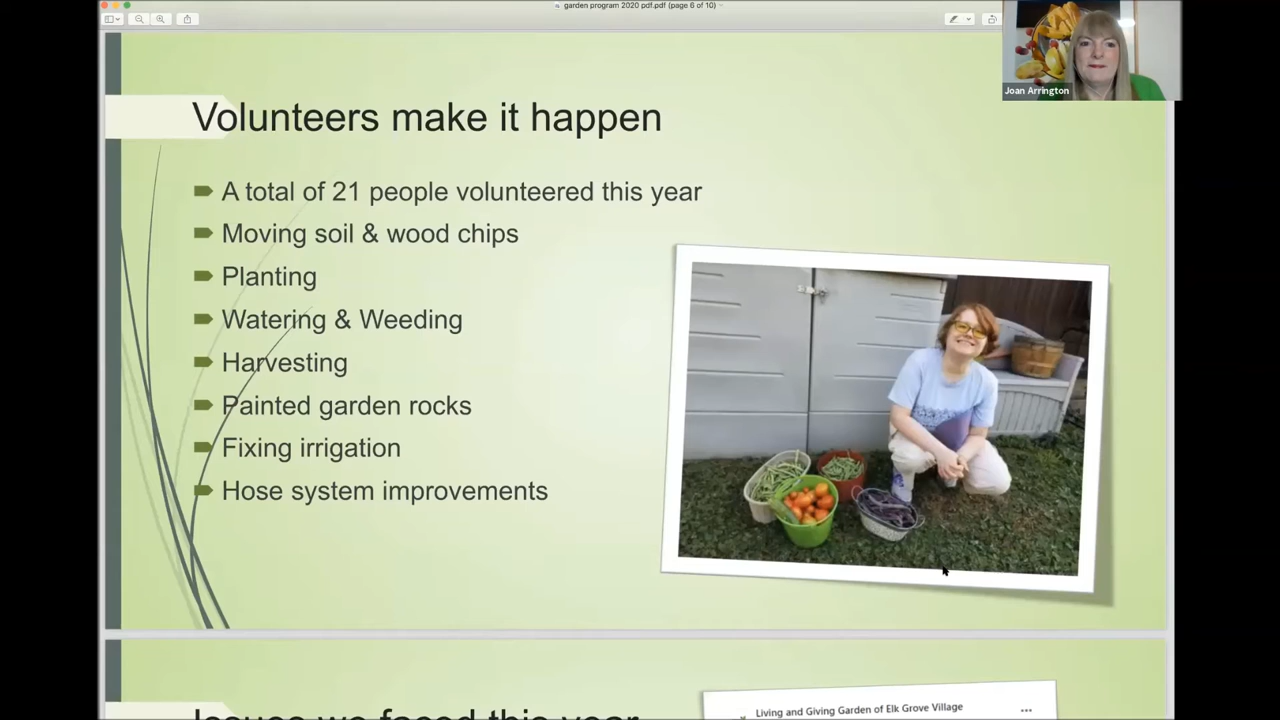 garden program 2020 pdf.pdf (page 6 of 10)
Joan Arrington
Volunteers make it happen
A total of 21 people volunteered this year
Moving soil & wood chips
Planting
Watering & Weeding
Harvesting
Painted garden rocks
Fixing irrigation
Hose system improvements
Issues we faced this year
Living and Giving Garden of Elk Grove Village